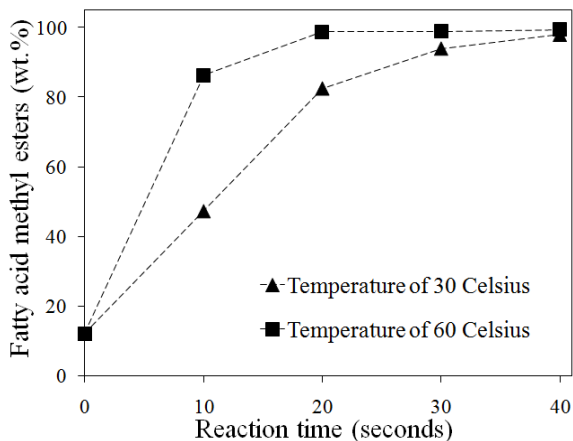 Fatty acid methyl esters (wt.%)
100
80
60
40
20
0
Temperature of 30 Celsius
Temperature of 60 Celsius
0 10 20 30 40
Reaction time (seconds)